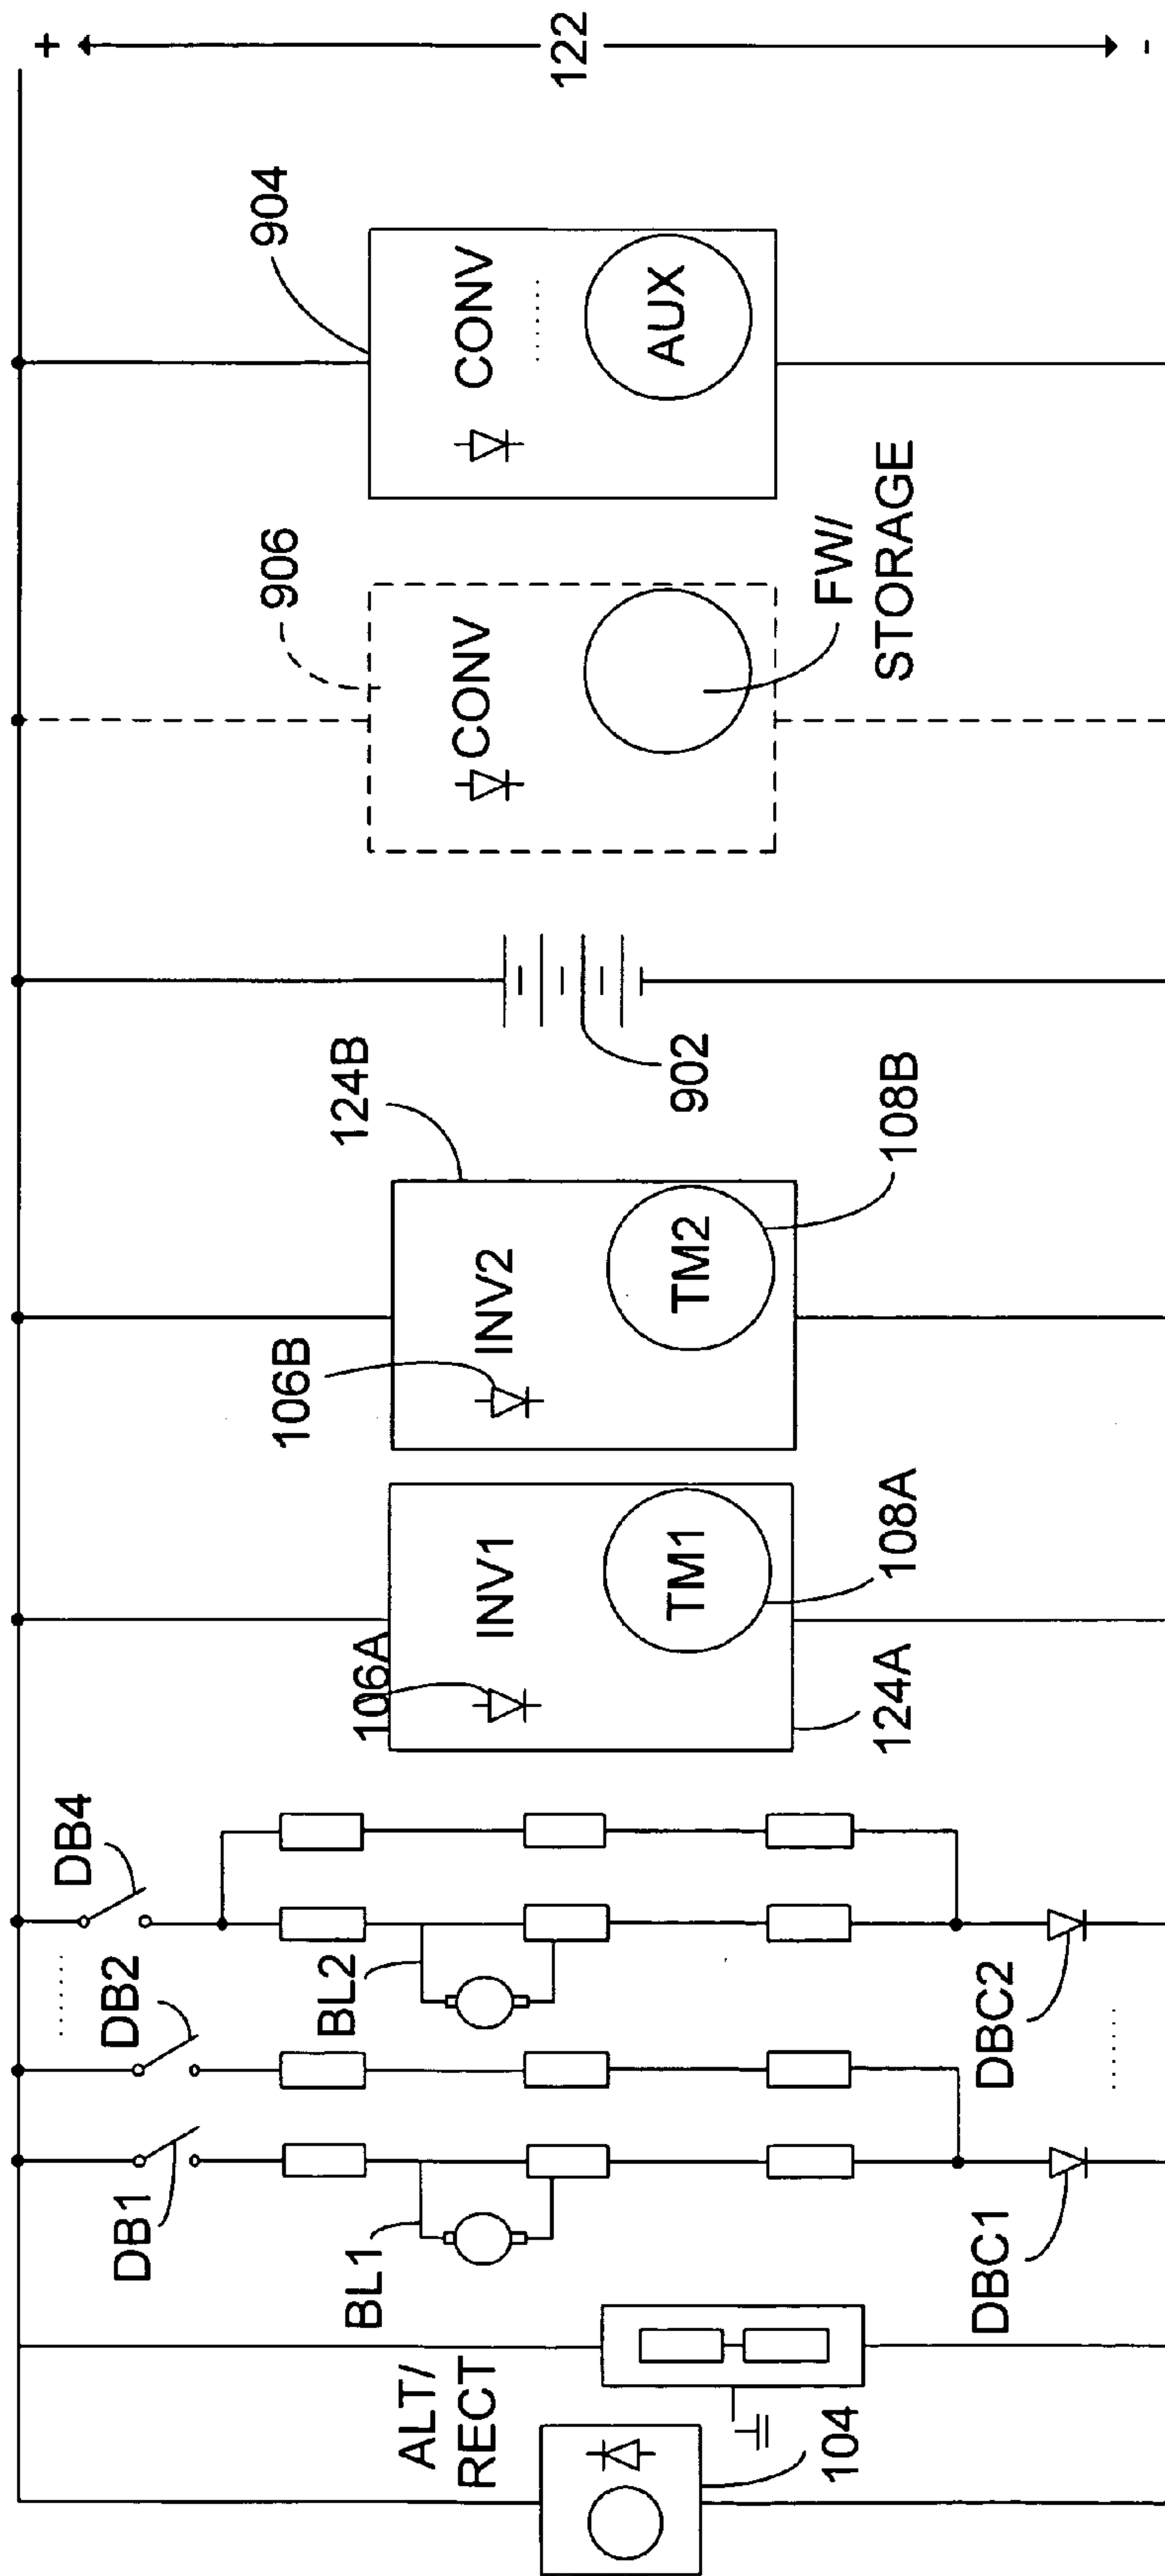 ALT/
RECT
104
DB1
BL1
DBC1
DB2
DB4
BL2
DBC2
106A
INV1
TM1
108A
124A
106B
INV2
TM2
108B
124B
902
906
CONV
FW/
STORAGE
904
CONV
AUX
+
122
-